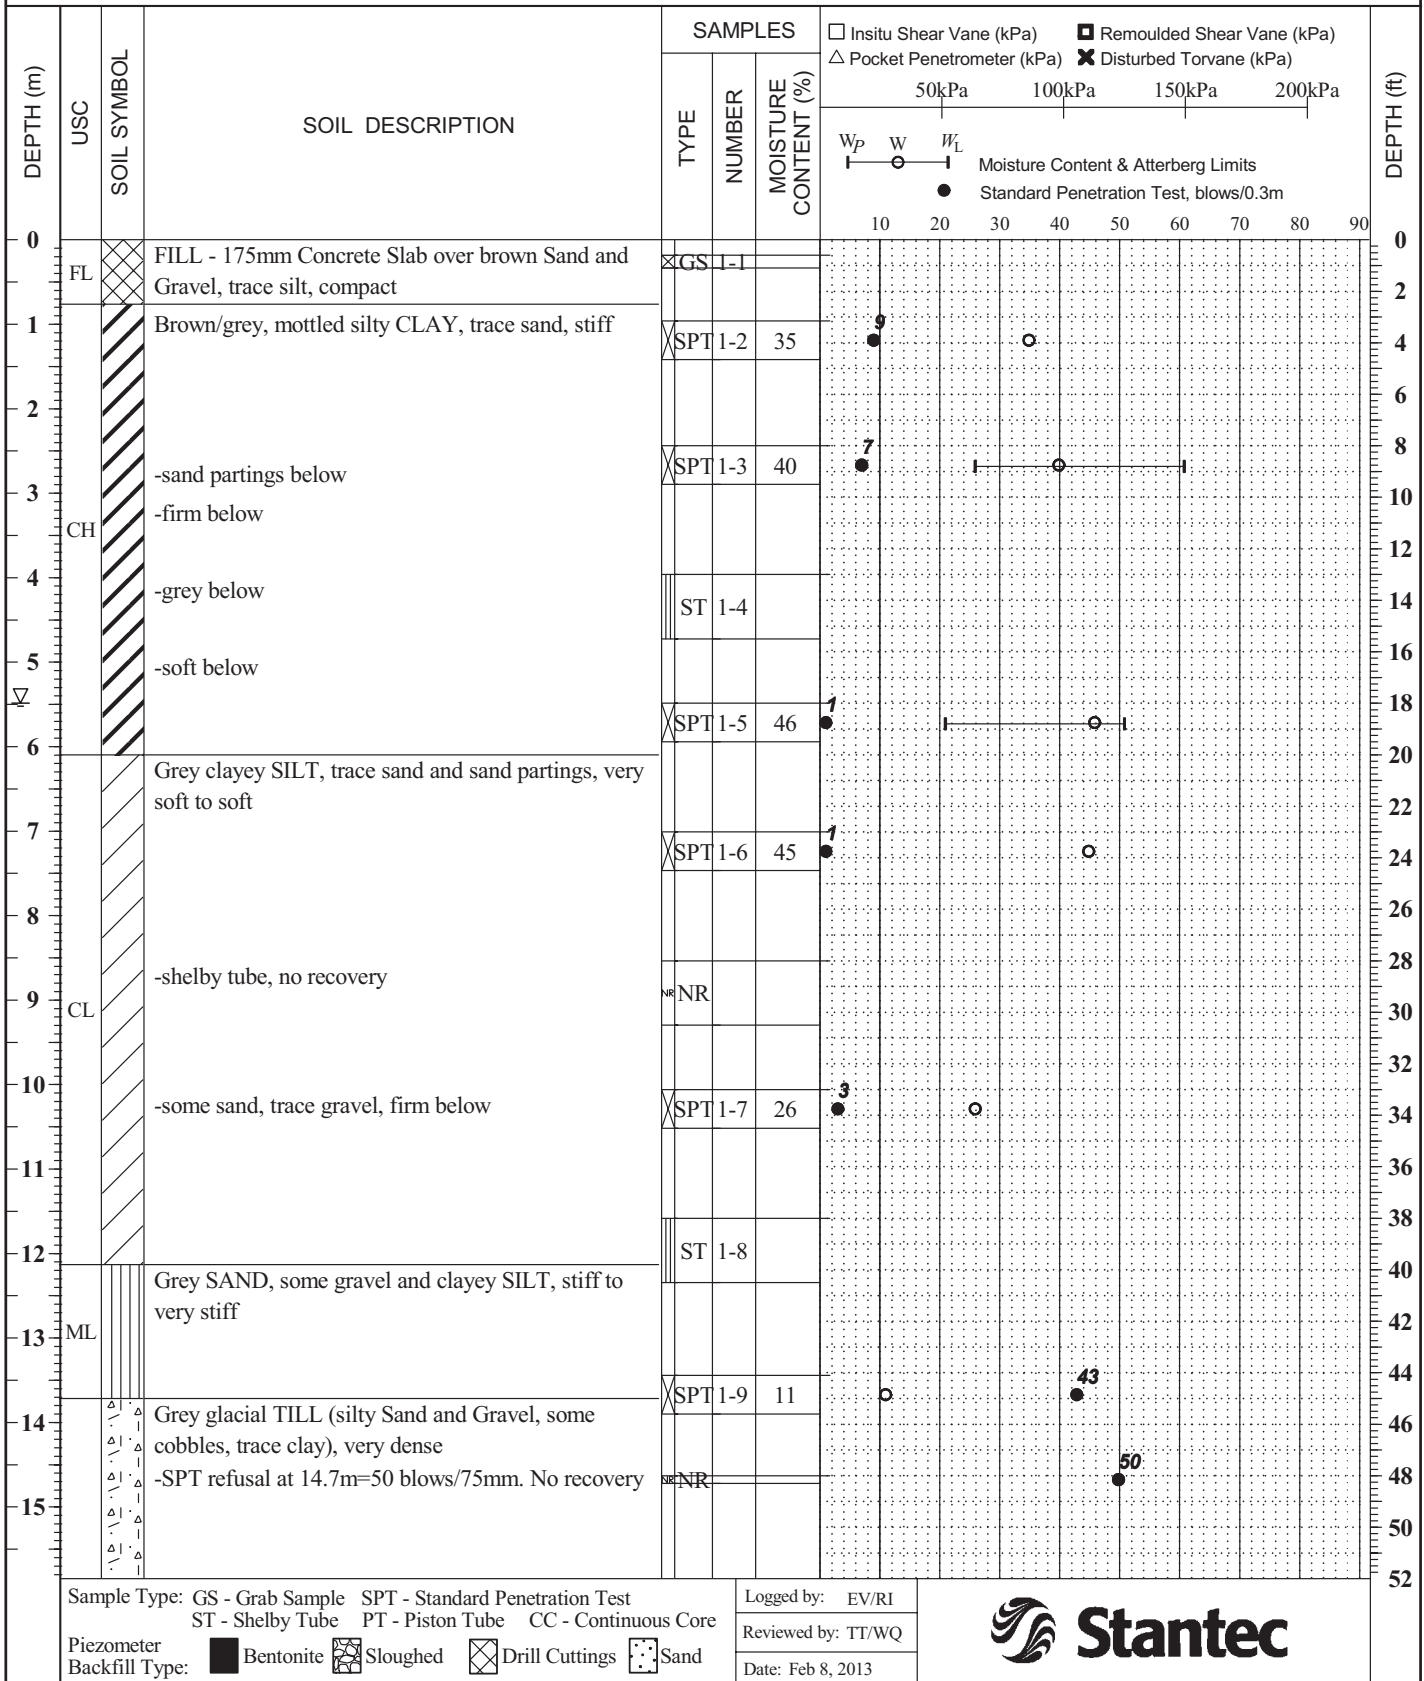 SAMPLES
DEPTH (m)
USC
SOIL SYMBOL
SOIL DESCRIPTION
TYPE
NUMBER
MOISTURE CONTENT (%)
DEPTH (ft)
Insitu Shear Vane (kPa) Remoulded Shear Vane (kPa)
Pocket Penetrometer (kPa) Disturbed Torvane (kPa)
50kPa 100kPa 150kPa 200kPa
WP W WL Moisture Content & Atterberg Limits
Standard Penetration Test, blows/0.3m
10 20 30 40 50 60 70 80 90
0 0
FILL - 175mm Concrete Slab over brown Sand and
GS 1-1
FL
Gravel, trace silt, compact
2
1
Brown/grey, mottled silty CLAY, trace sand, stiff
9
SPT 1-2 35
4
2
6
7
8
-sand partings below
SPT 1-3 40
3
10
-firm below
CH
12
4
-grey below
ST 1-4
14
16
5
-soft below
18
1
SPT 1-5 46
6
20
Grey clayey SILT, trace sand and sand partings, very
soft to soft
22
7
1
SPT 1-6 45
24
26
8
28
-shelby tube, no recovery
NR NR
9
CL
30
32
10
3
-some sand, trace gravel, firm below
SPT 1-7 26
34
11
36
38
12
ST 1-8
40
Grey SAND, some gravel and clayey SILT, stiff to
very stiff
42
13
ML
43
SPT 1-9 11
44
Grey glacial TILL (silty Sand and Gravel, some
14
46
cobbles, trace clay), very dense
50
-SPT refusal at 14.7m=50 blows/75mm. No recovery
NR NR
48
15
50
52
Sample Type: GS - Grab Sample SPT - Standard Penetration Test
ST - Shelby Tube PT - Piston Tube CC - Continuous Core
Piezometer
Backfill Type: Bentonite Sloughed Drill Cuttings Sand
Logged by: EV/RI
Reviewed by: TT/WQ
Date: Feb 8, 2013
Stantec